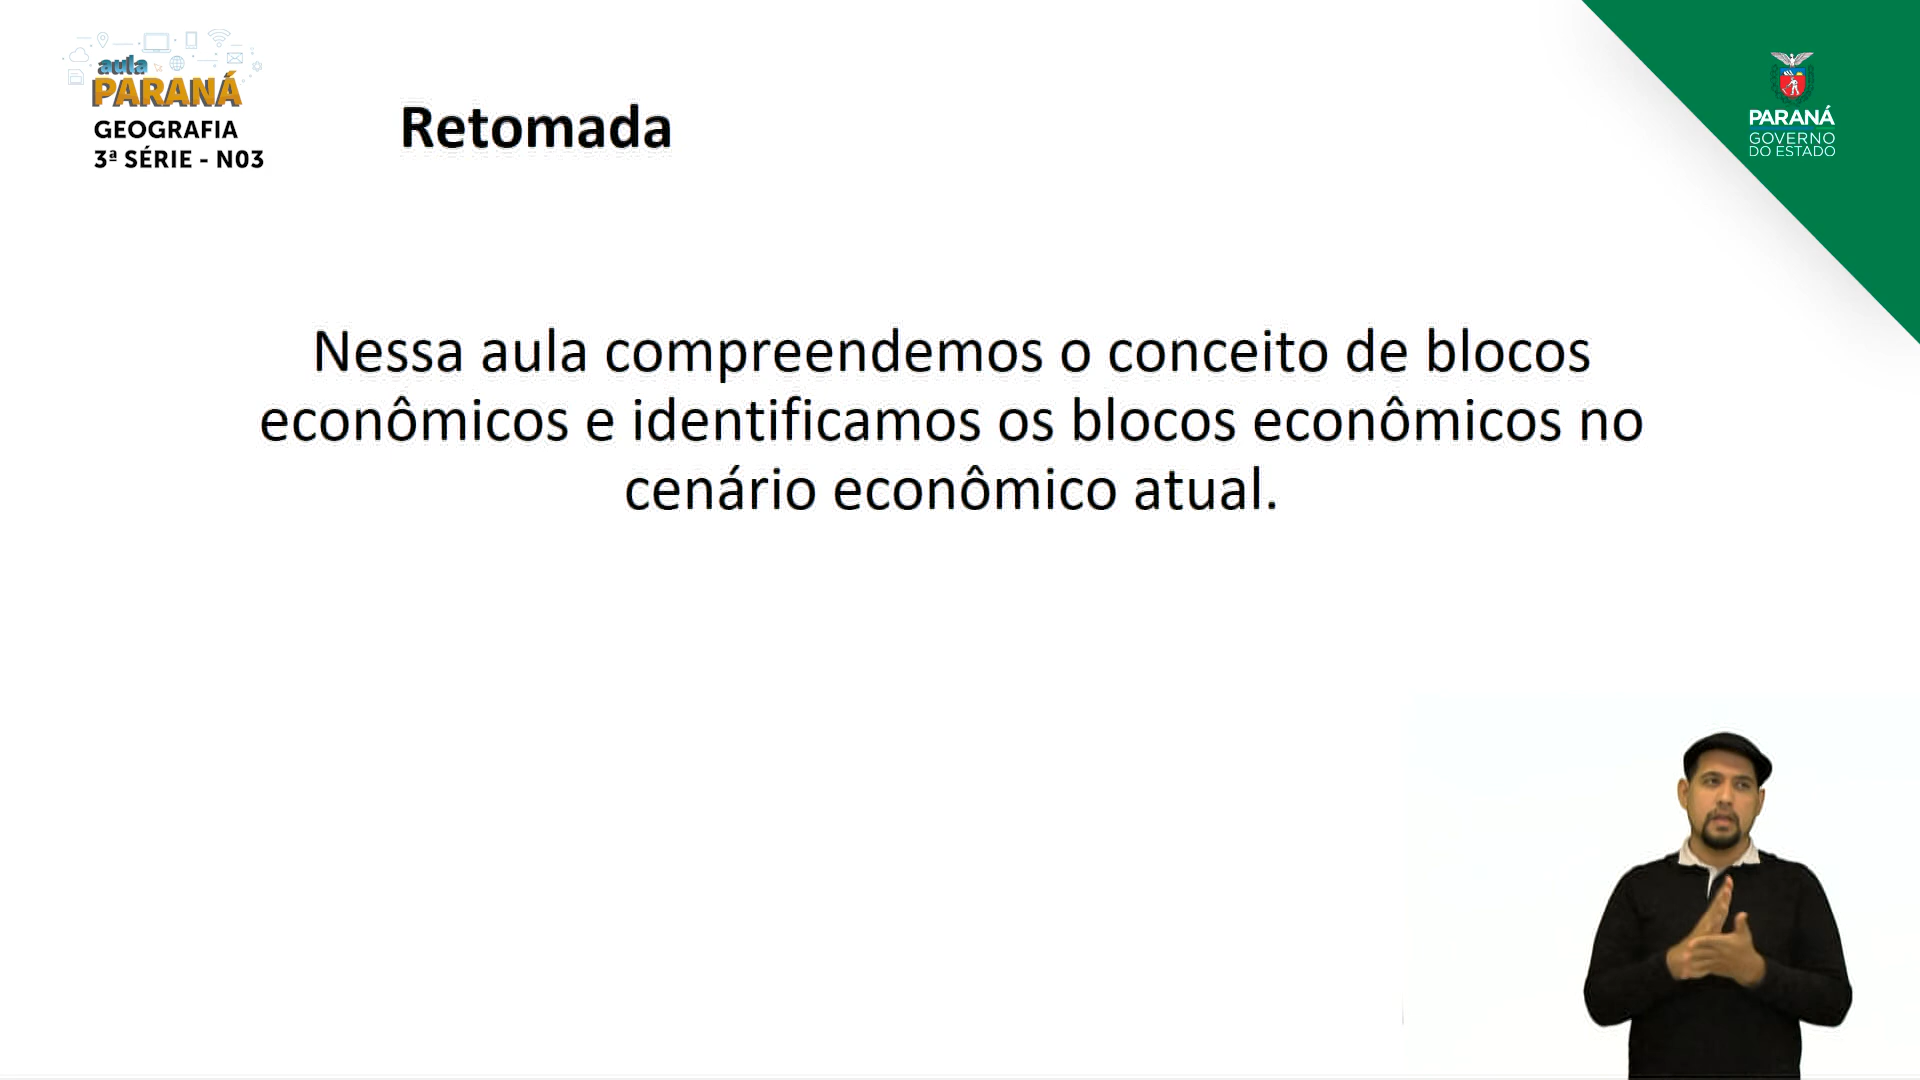 aula
PARANÁ
GEOGRAFIA
3ª SÉRIE - N03
Retomada
PARANÁ
GOVERNO
DO ESTADO
Nessa aula compreendemos o conceito de blocos
econômicos e identificamos os blocos econômicos no
cenário econômico atual.